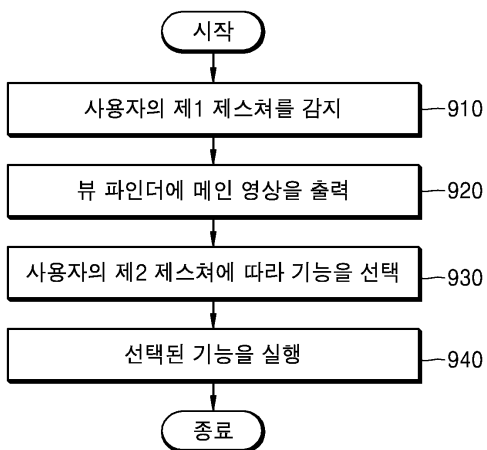 시작
사용자의 제1 제스쳐를 감지
910
뷰 파인더에 메인 영상을 출력
920
사용자의 제2 제스쳐에 따라 기능을 선택
930
선택된 기능을 실행
940
종료